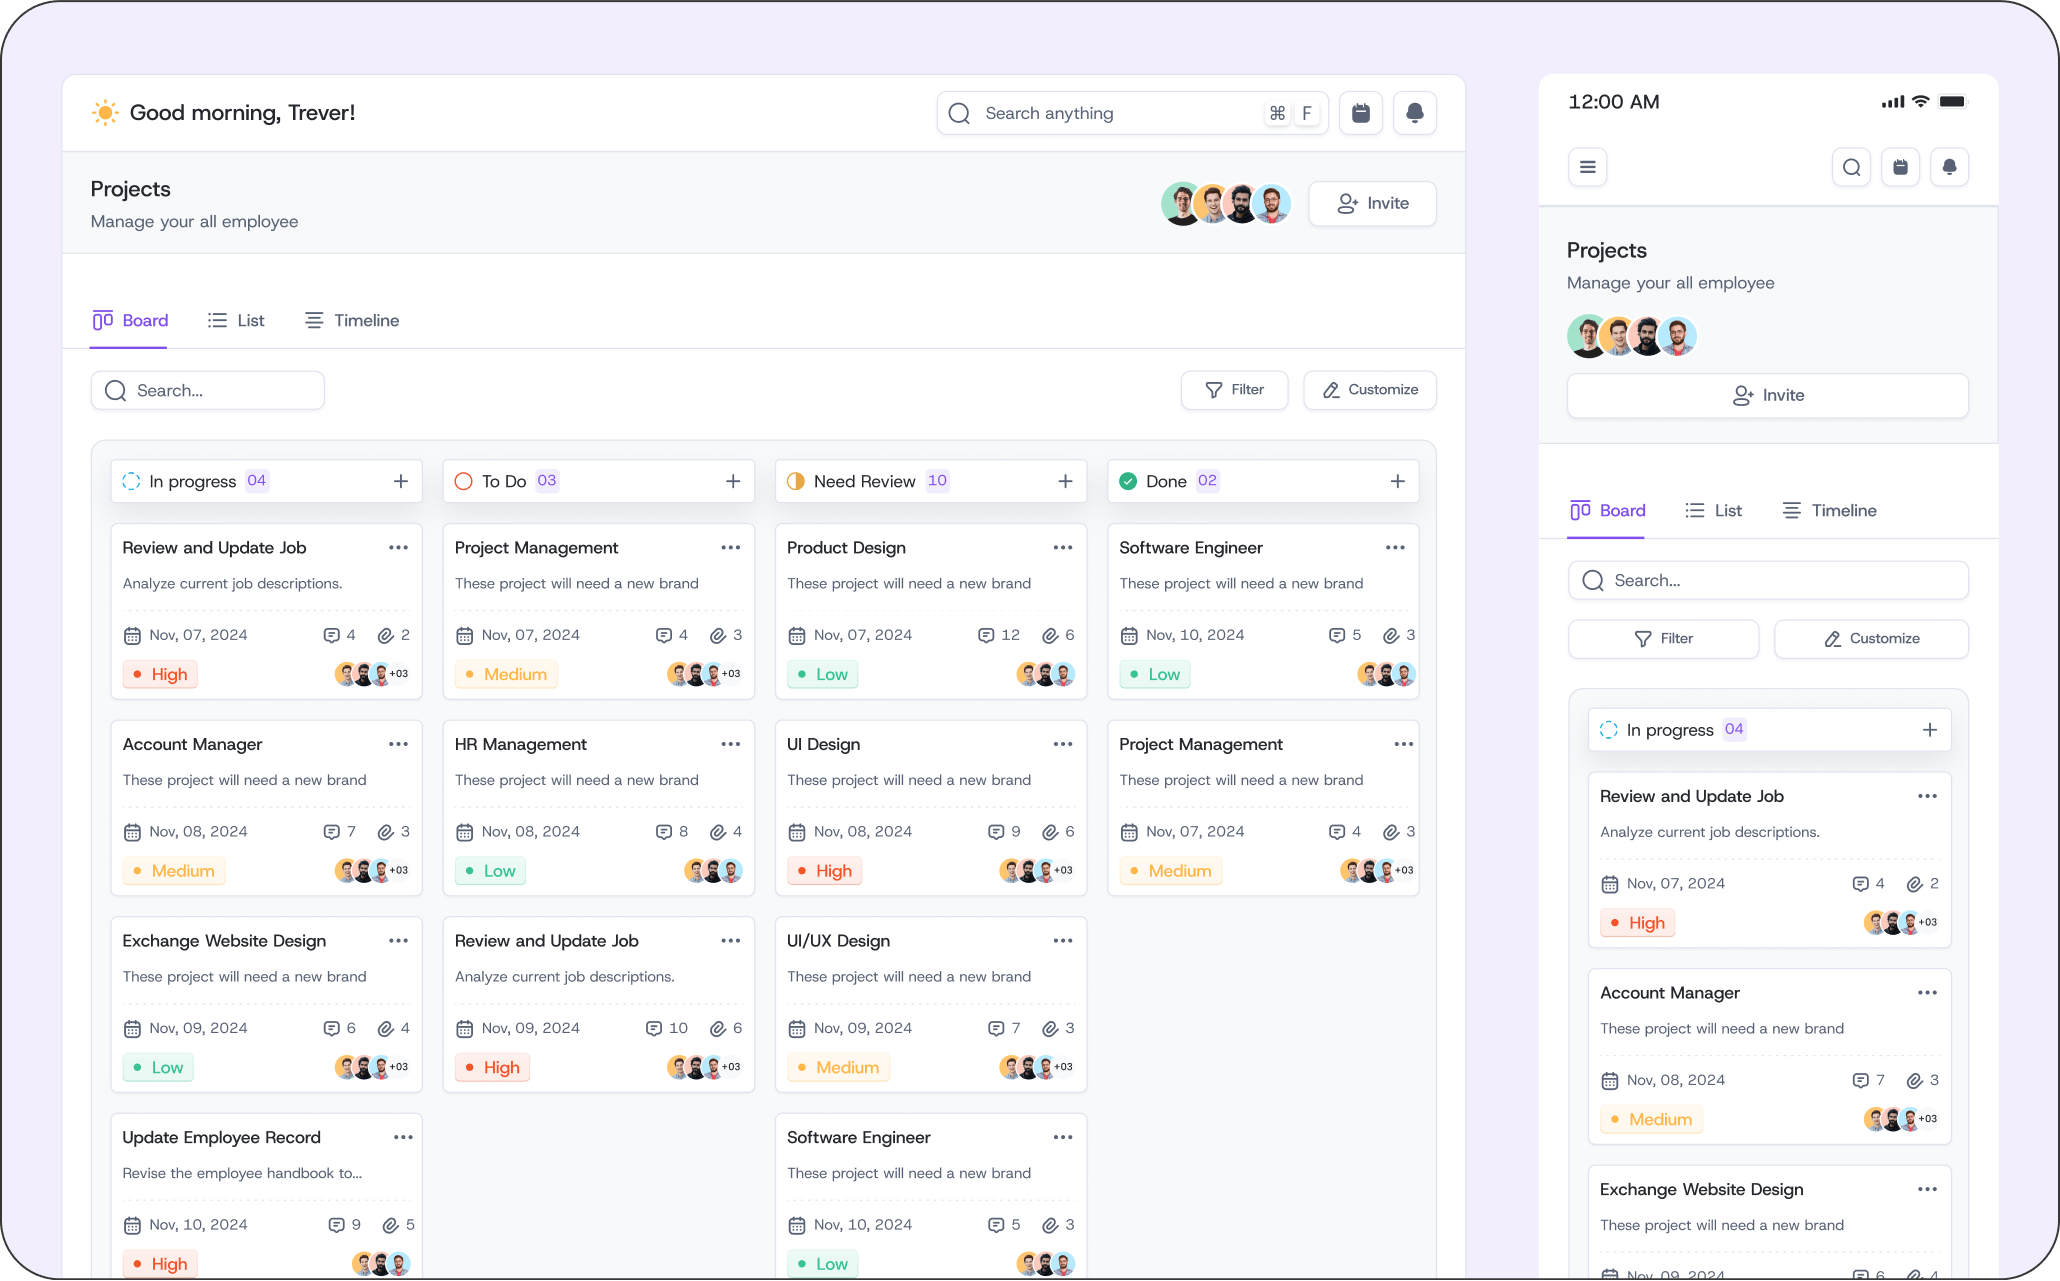 Good morning, Trever!
Search anything
⌘ F
Projects
Manage your all employee
Invite
Board
List
Timeline
Search...
Filter
Customize
In progress 04
Review and Update Job
Analyze current job descriptions.
Nov, 07, 2024
4
2
High
+03
Account Manager
These project will need a new brand
Nov, 08, 2024
7
3
Medium
+03
Exchange Website Design
These project will need a new brand
Nov, 09, 2024
6
4
Low
+03
Update Employee Record
Revise the employee handbook to...
Nov, 10, 2024
9
5
High
To Do 03
Project Management
These project will need a new brand
Nov, 07, 2024
4
3
Medium
+03
HR Management
These project will need a new brand
Nov, 08, 2024
8
4
Low
Review and Update Job
Analyze current job descriptions.
Nov, 09, 2024
10
6
High
+03
Need Review 10
Product Design
These project will need a new brand
Nov, 07, 2024
12
6
Low
UI Design
These project will need a new brand
Nov, 08, 2024
9
6
High
+03
UI/UX Design
These project will need a new brand
Nov, 09, 2024
7
3
Medium
+03
Software Engineer
These project will need a new brand
Nov, 10, 2024
5
3
Low
Done 02
Software Engineer
These project will need a new brand
Nov, 10, 2024
5
3
Low
Project Management
These project will need a new brand
Nov, 07, 2024
4
3
Medium
+03
12:00 AM
Projects
Manage your all employee
Invite
Board
List
Timeline
Search...
Filter
Customize
In progress 04
Review and Update Job
Analyze current job descriptions.
Nov, 07, 2024
4
2
High
+03
Account Manager
These project will need a new brand
Nov, 08, 2024
7
3
Medium
+03
Exchange Website Design
These project will need a new brand
Nov, 09, 2024
6
4